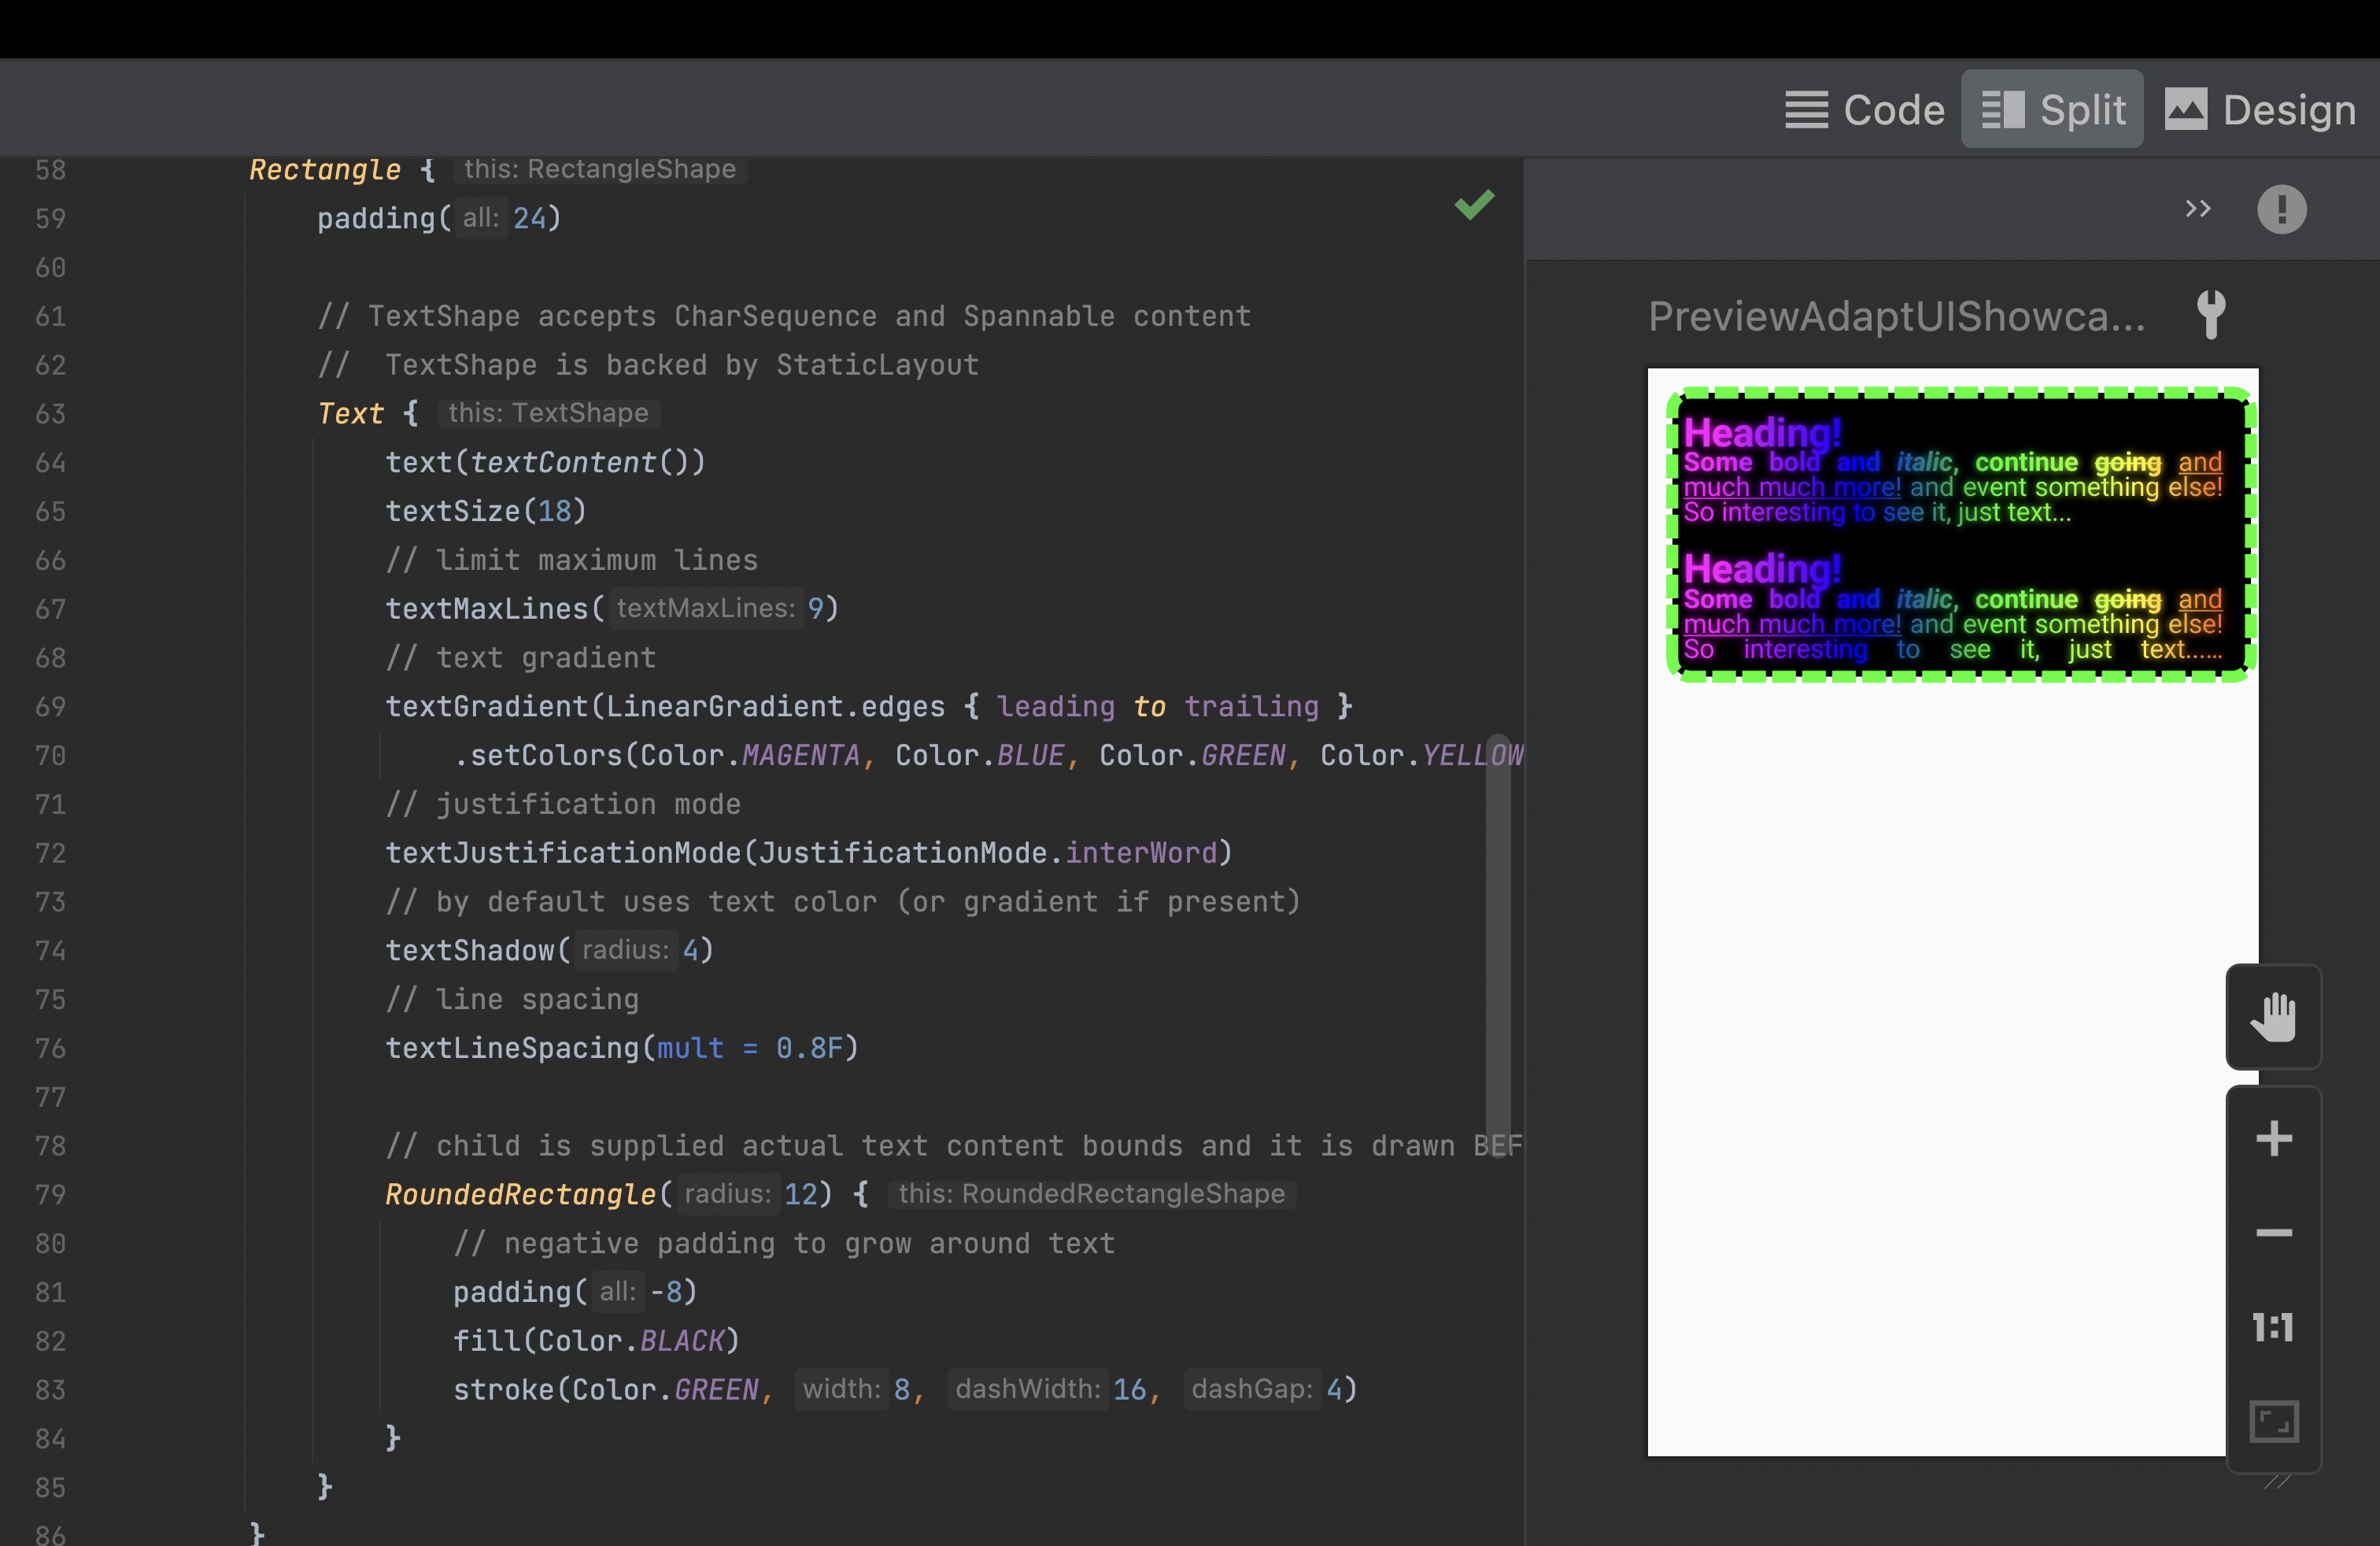 Code Split Design
58 Rectangle { this: RectangleShape
59 padding( all: 24)
60
61 // TextShape accepts CharSequence and Spannable content
62 //  TextShape is backed by StaticLayout
63 Text { this: TextShape
64 text(textContent())
65 textSize(18)
66 // limit maximum lines
67 textMaxLines( textMaxLines: 9)
68 // text gradient
69 textGradient(LinearGradient.edges { leading to trailing }
70 .setColors(Color.MAGENTA, Color.BLUE, Color.GREEN, Color.YELLOW
71 // justification mode
72 textJustificationMode(JustificationMode.interWord)
73 // by default uses text color (or gradient if present)
74 textShadow( radius: 4)
75 // line spacing
76 textLineSpacing(mult = 0.8F)
77
78 // child is supplied actual text content bounds and it is drawn BEF
79 RoundedRectangle( radius: 12) { this: RoundedRectangleShape
80 // negative padding to grow around text
81 padding( all: -8)
82 fill(Color.BLACK)
83 stroke(Color.GREEN, width: 8, dashWidth: 16, dashGap: 4)
84 }
85 }
86 }
PreviewAdaptUIShowca...
Heading!
Some bold and italic, continue going and
much much more! and event something else!
So interesting to see it, just text...
Heading!
Some bold and italic, continue going and
much much more! and event something else!
So interesting to see it, just text......
1:1